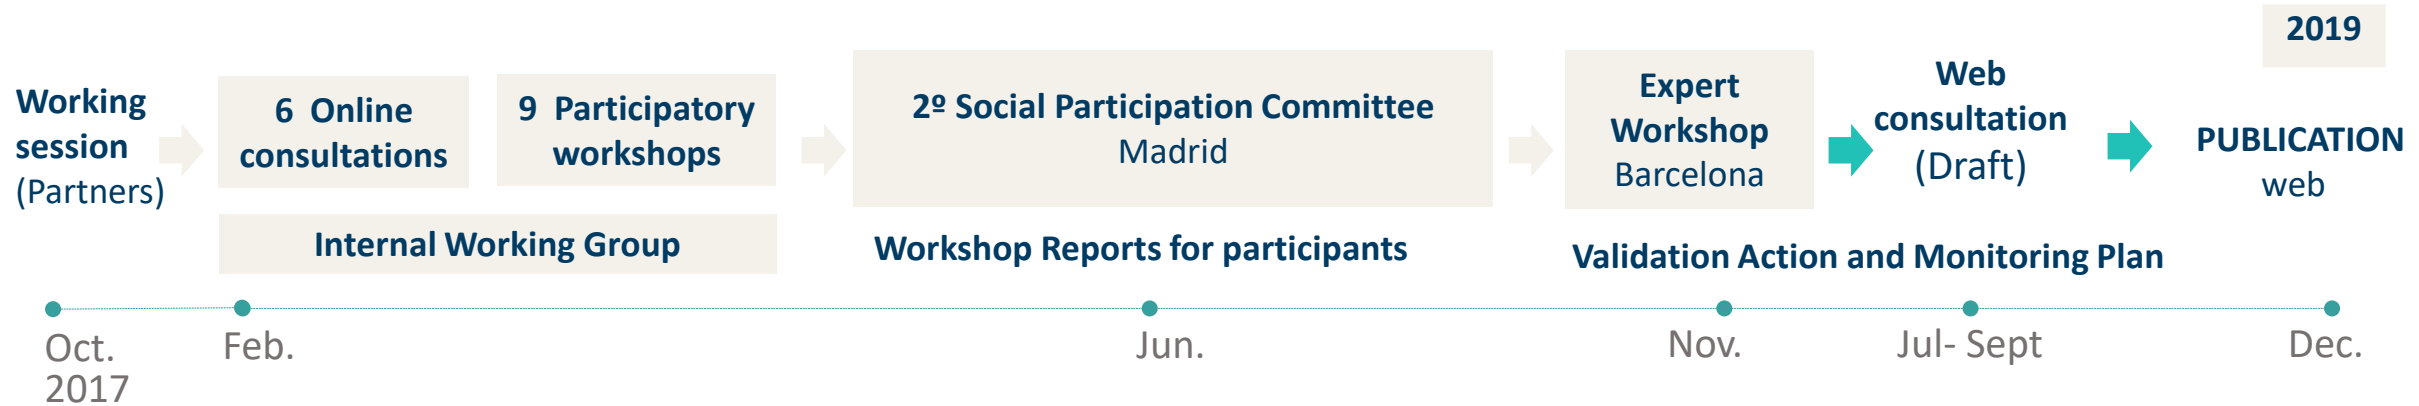 2019
Working
session
(Partners)
6 Online
consultations
9 Participatory
workshops
Internal Working Group
2º Social Participation Committee
Madrid
Workshop Reports for participants
Expert
Workshop
Barcelona
Web
consultation
(Draft)
PUBLICATION
web
Validation Action and Monitoring Plan
Oct.
2017
Feb.
Jun.
Nov.
Jul- Sept
Dec.